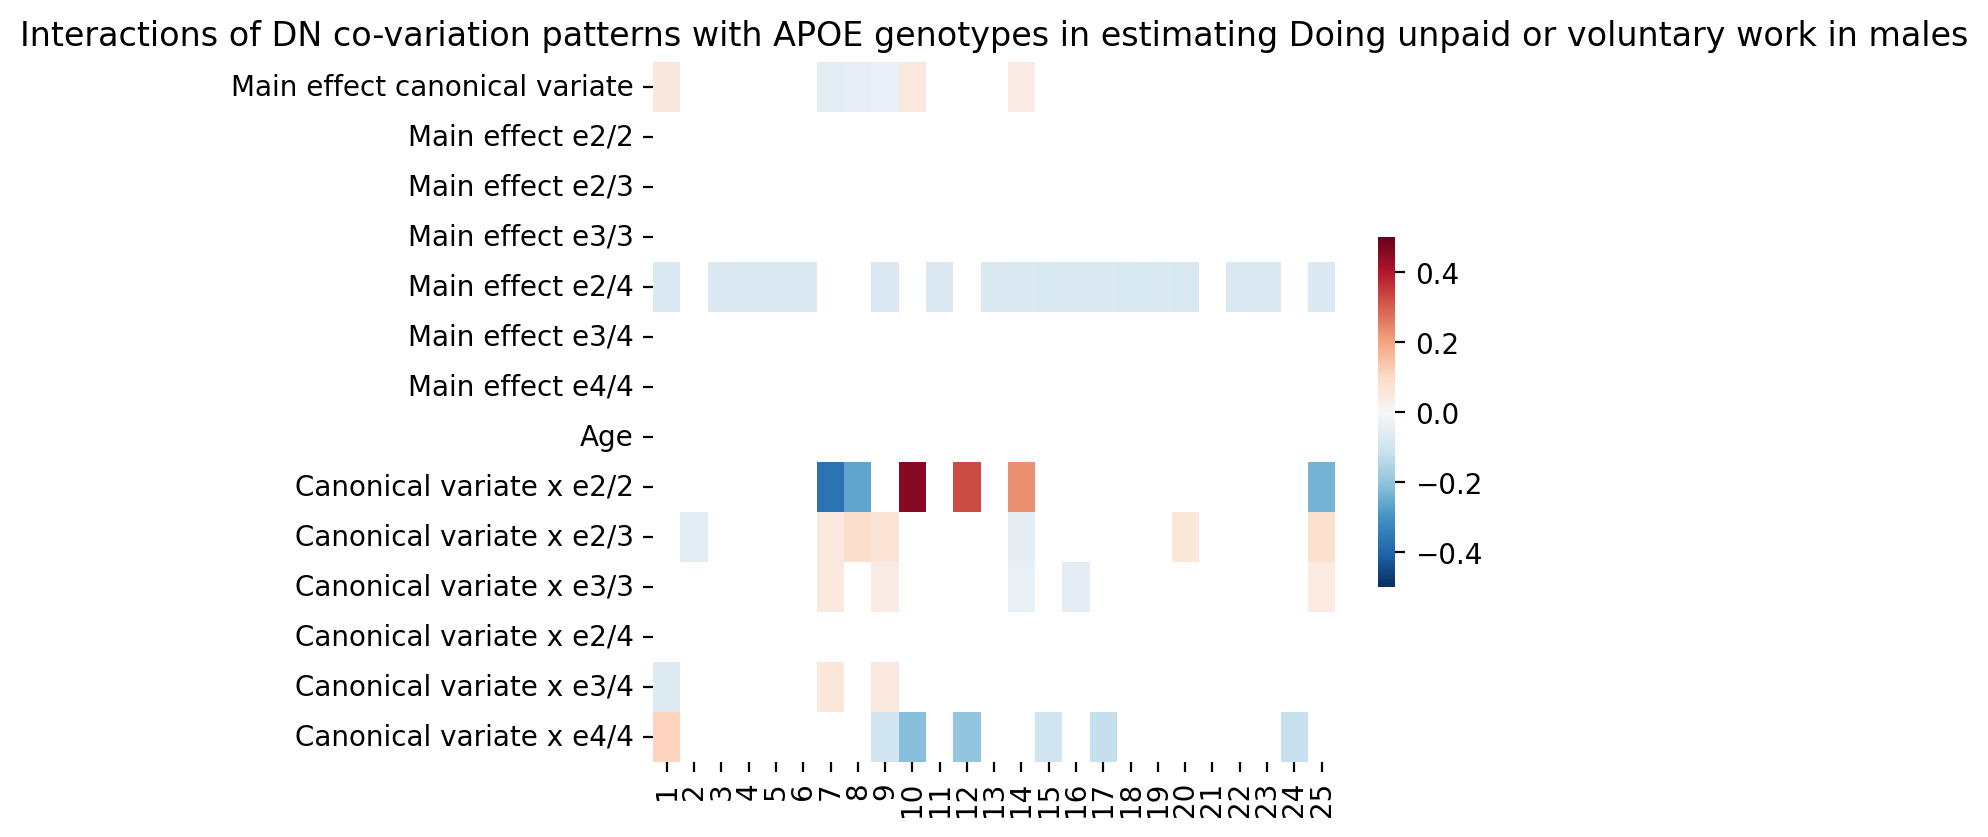 Interactions of DN co-variation patterns with APOE genotypes in estimating Doing unpaid or voluntary work in males
Main effect canonical variate
Main effect e2/2
Main effect e2/3
Main effect e3/3
Main effect e2/4
Main effect e3/4
Main effect e4/4
Age
Canonical variate x e2/2
Canonical variate x e2/3
Canonical variate x e3/3
Canonical variate x e2/4
Canonical variate x e3/4
Canonical variate x e4/4
1 2 3 4 5 6 7 8 9 10 11 12 13 14 15 16 17 18 19 20 21 22 23 24 25
0.4
0.2
0.0
−0.2
−0.4